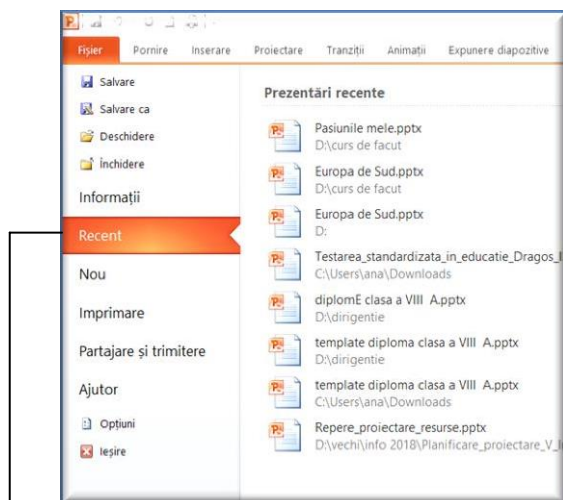 Fișier Pornire Inserare Proiectare Tranziții Animații Expunere diapozitive
Salvare
Salvare ca
Deschidere
Închidere
Informații
Recent
Nou
Imprimare
Partajare și trimitere
Ajutor
Opțiuni
Ieșire
Prezentări recente
Pasiunile mele.pptx
D:\curs de facut
Europa de Sud.pptx
D:\curs de facut
Europa de Sud.pptx
D:
Testarea_standardizata_in_educatie_Dragos_
C:\Users\ana\Downloads
diplomE clasa a VIII A.pptx
D:\dirigentie
template diploma clasa a VIII A.pptx
D:\dirigentie
template diploma clasa a VIII A.pptx
C:\Users\ana\Downloads
Repere_proiectare_resurse.pptx
D:\vechi\info 2018\Planificare_proiectare_V_